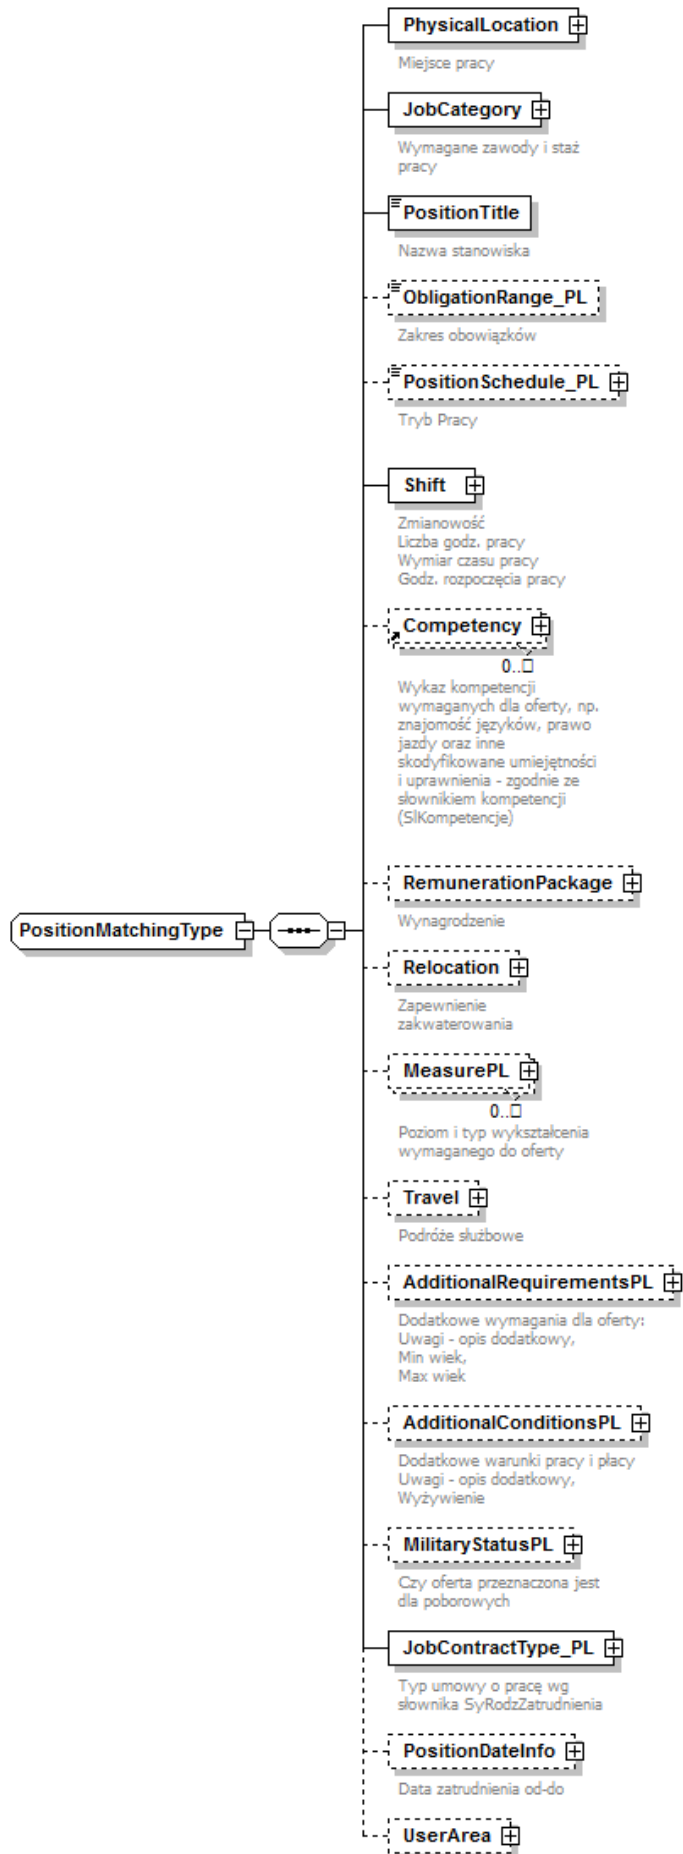 PhysicalLocation
Miejsce pracy
JobCategory
Wymagane zawody i staż
pracy
PositionTitle
Nazwa stanowiska
ObligationRange_PL
Zakres obowiązków
PositionSchedule_PL
Tryb Pracy
Shift
Zmianowość
Liczba godz. pracy
Wymiar czasu pracy
Godz. rozpoczęcia pracy
Competency
0..□
Wykaz kompetencji
wymaganych dla oferty, np.
znajomość języków, prawo
jazdy oraz inne
skodyfikowane umiejętności
i uprawnienia - zgodnie ze
słownikiem kompetencji
(SlKompetencje)
RemunerationPackage
Wynagrodzenie
PositionMatchingType
Relocation
Zapewnienie
zakwaterowania
MeasurePL
0..□
Poziom i typ wykształcenia
wymaganego do oferty
Travel
Podróże służbowe
AdditionalRequirementsPL
Dodatkowe wymagania dla oferty:
Uwagi - opis dodatkowy,
Min wiek,
Max wiek
AdditionalConditionsPL
Dodatkowe warunki pracy i płacy
Uwagi - opis dodatkowy,
Wyżywienie
MilitaryStatusPL
Czy oferta przeznaczona jest
dla poborowych
JobContractType_PL
Typ umowy o pracę wg
słownika SyRodzZatrudnienia
PositionDateInfo
Data zatrudnienia od-do
UserArea